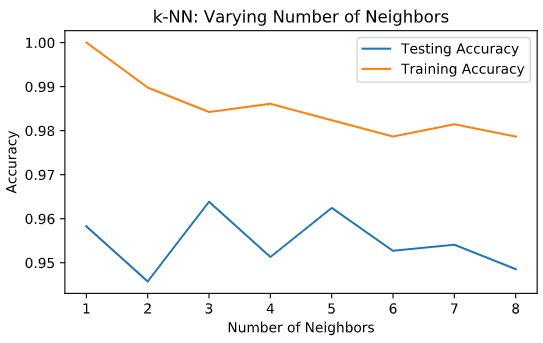 k-NN: Varying Number of Neighbors
1.00
Testing Accuracy
Training Accuracy
0.99
0.98
0.97
0.96
0.95
Accuracy
1 2 3 4 5 6 7 8
Number of Neighbors